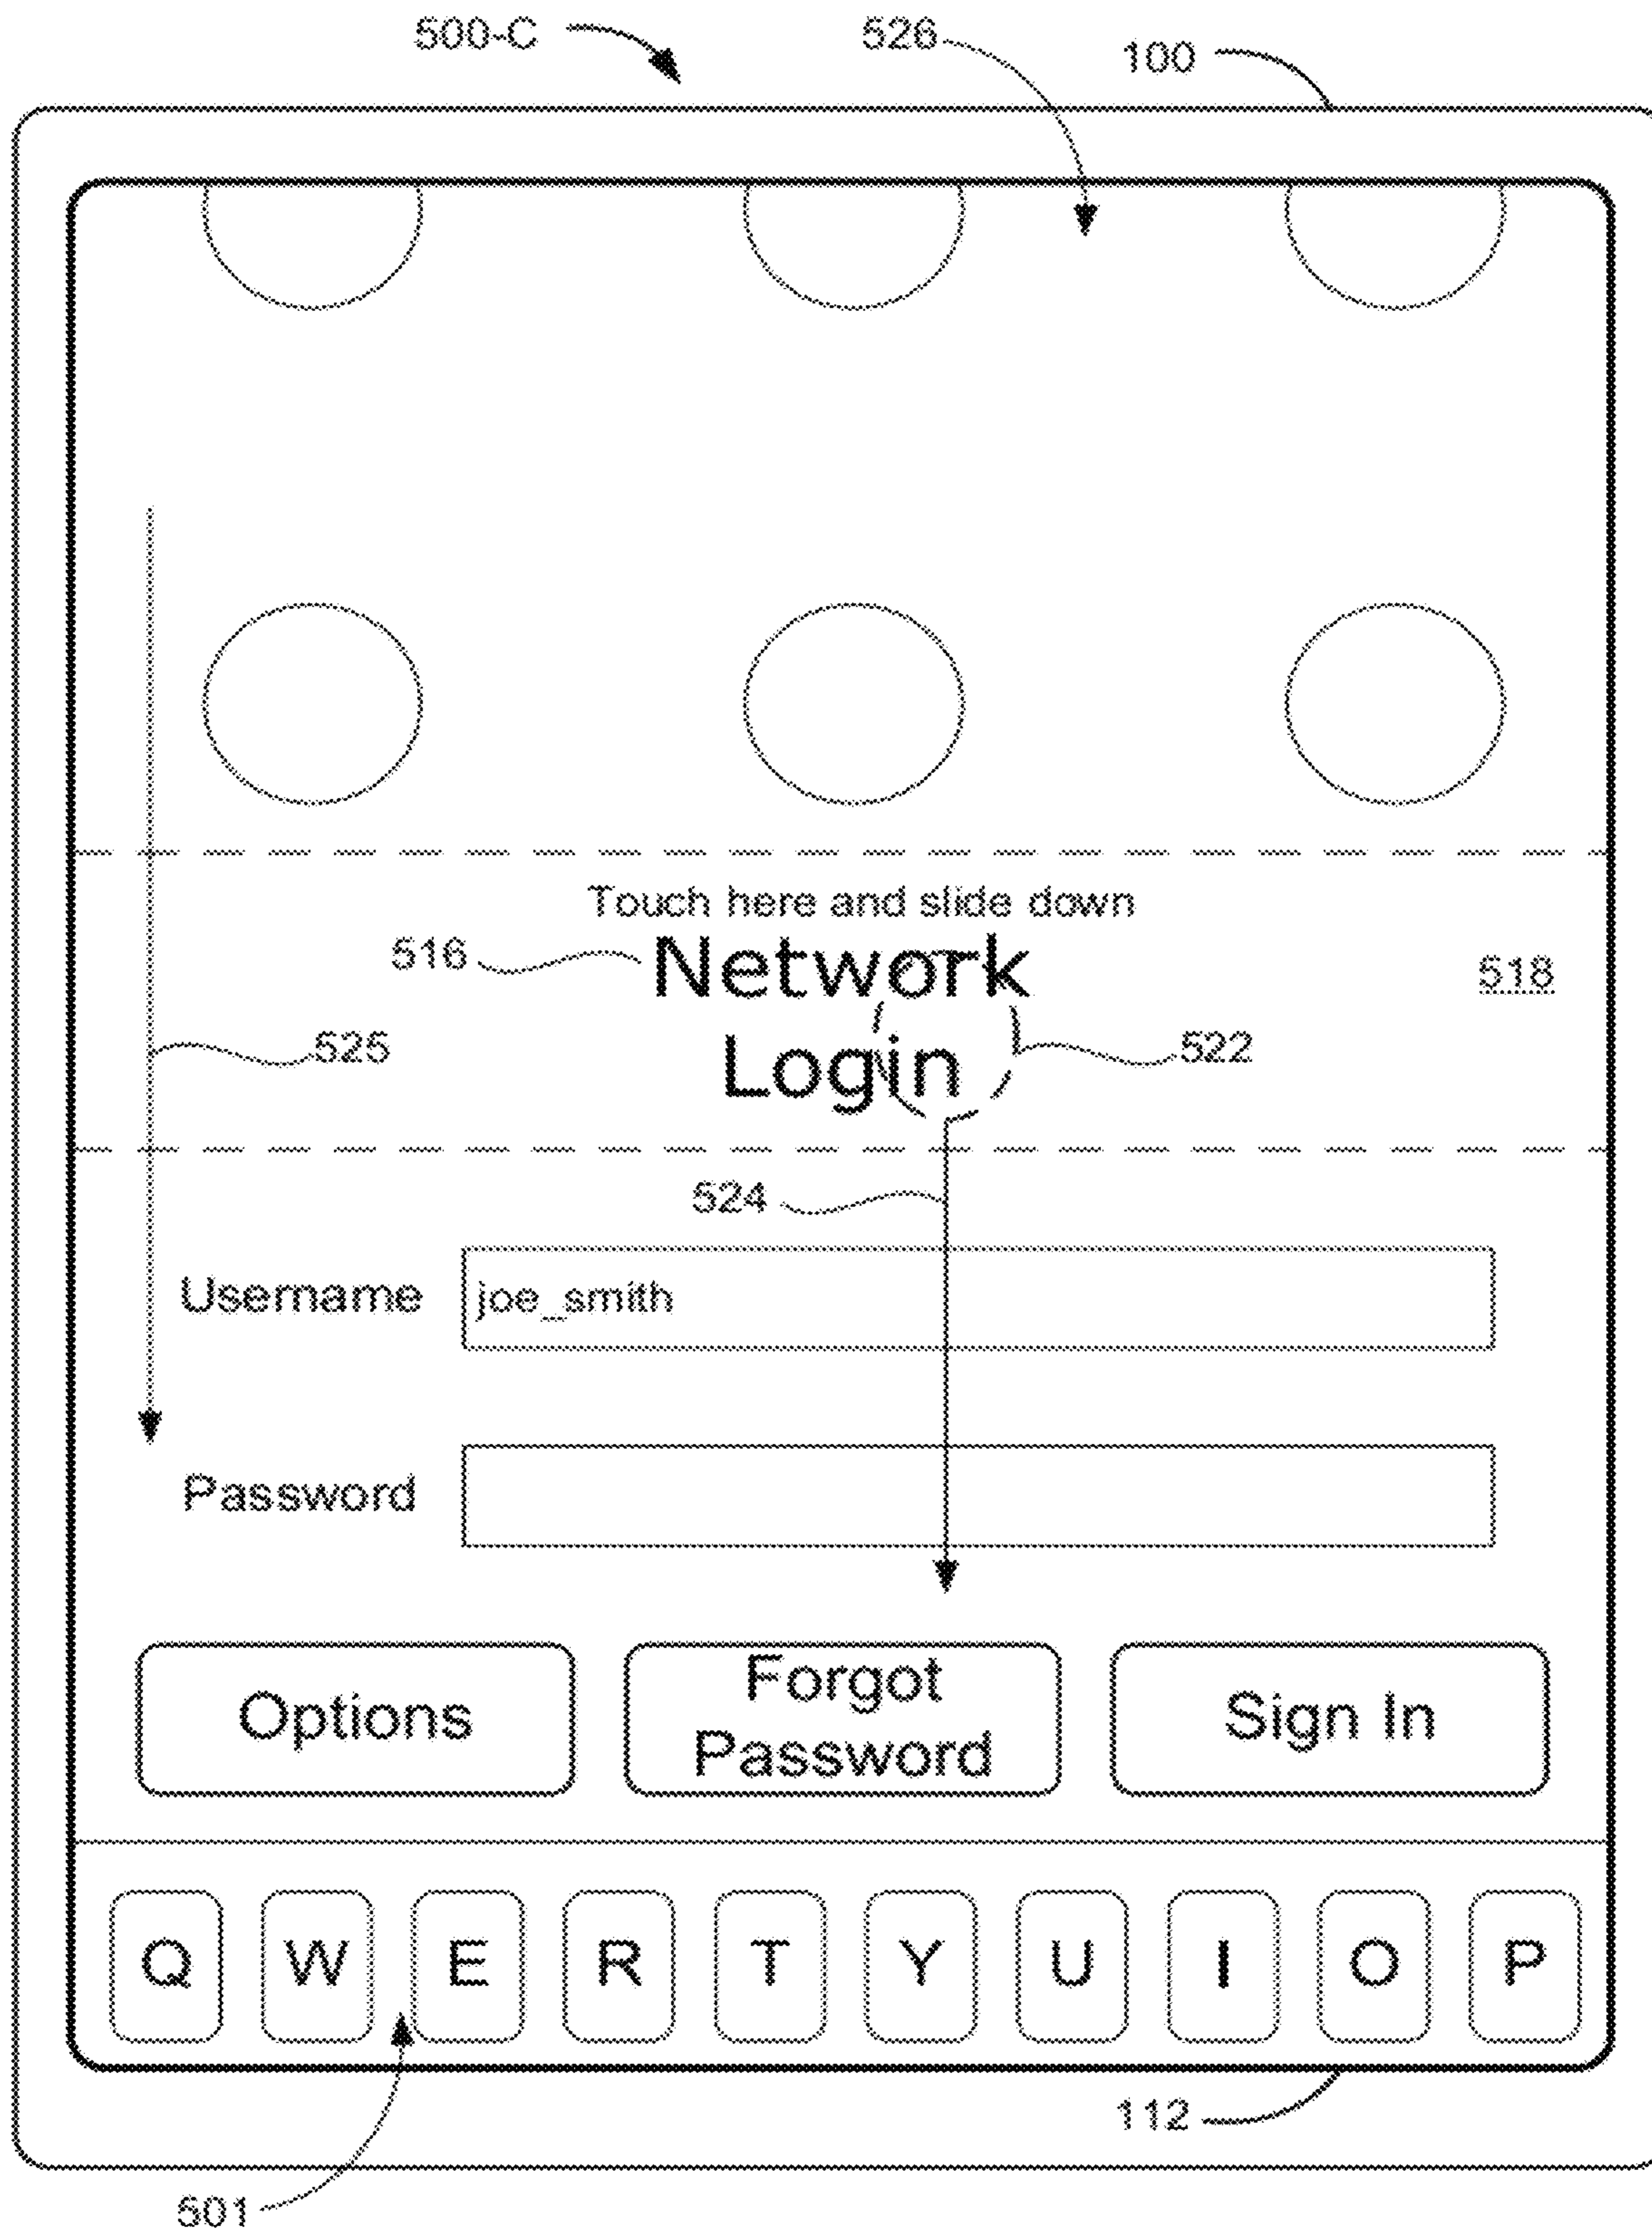 500-C 526 100
Touch here and slide down
516 Network 518
525 Login 522
524
Username joe_smith
Password
Options Forgot Password Sign In
Q W E R T Y U I O P
112
501